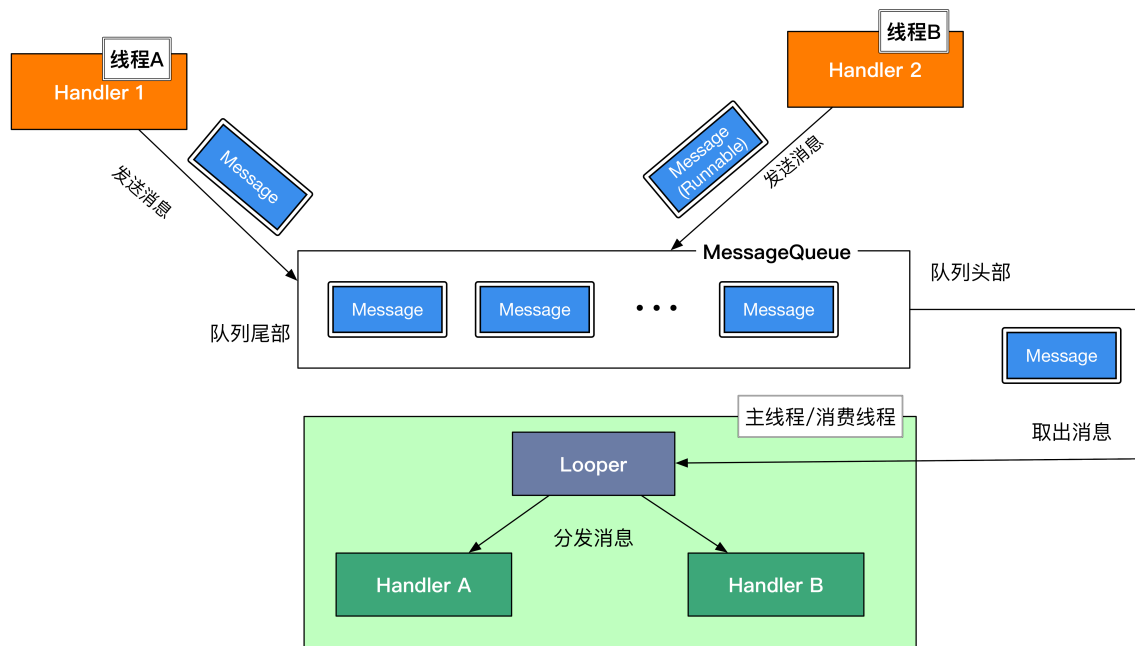 线程A
Handler 1
线程B
Handler 2
Message
发送消息
Message
(Runnable)
发送消息
MessageQueue
队列头部
Message
Message
Message
队列尾部
Message
主线程/消费线程
取出消息
Looper
分发消息
Handler A
Handler B